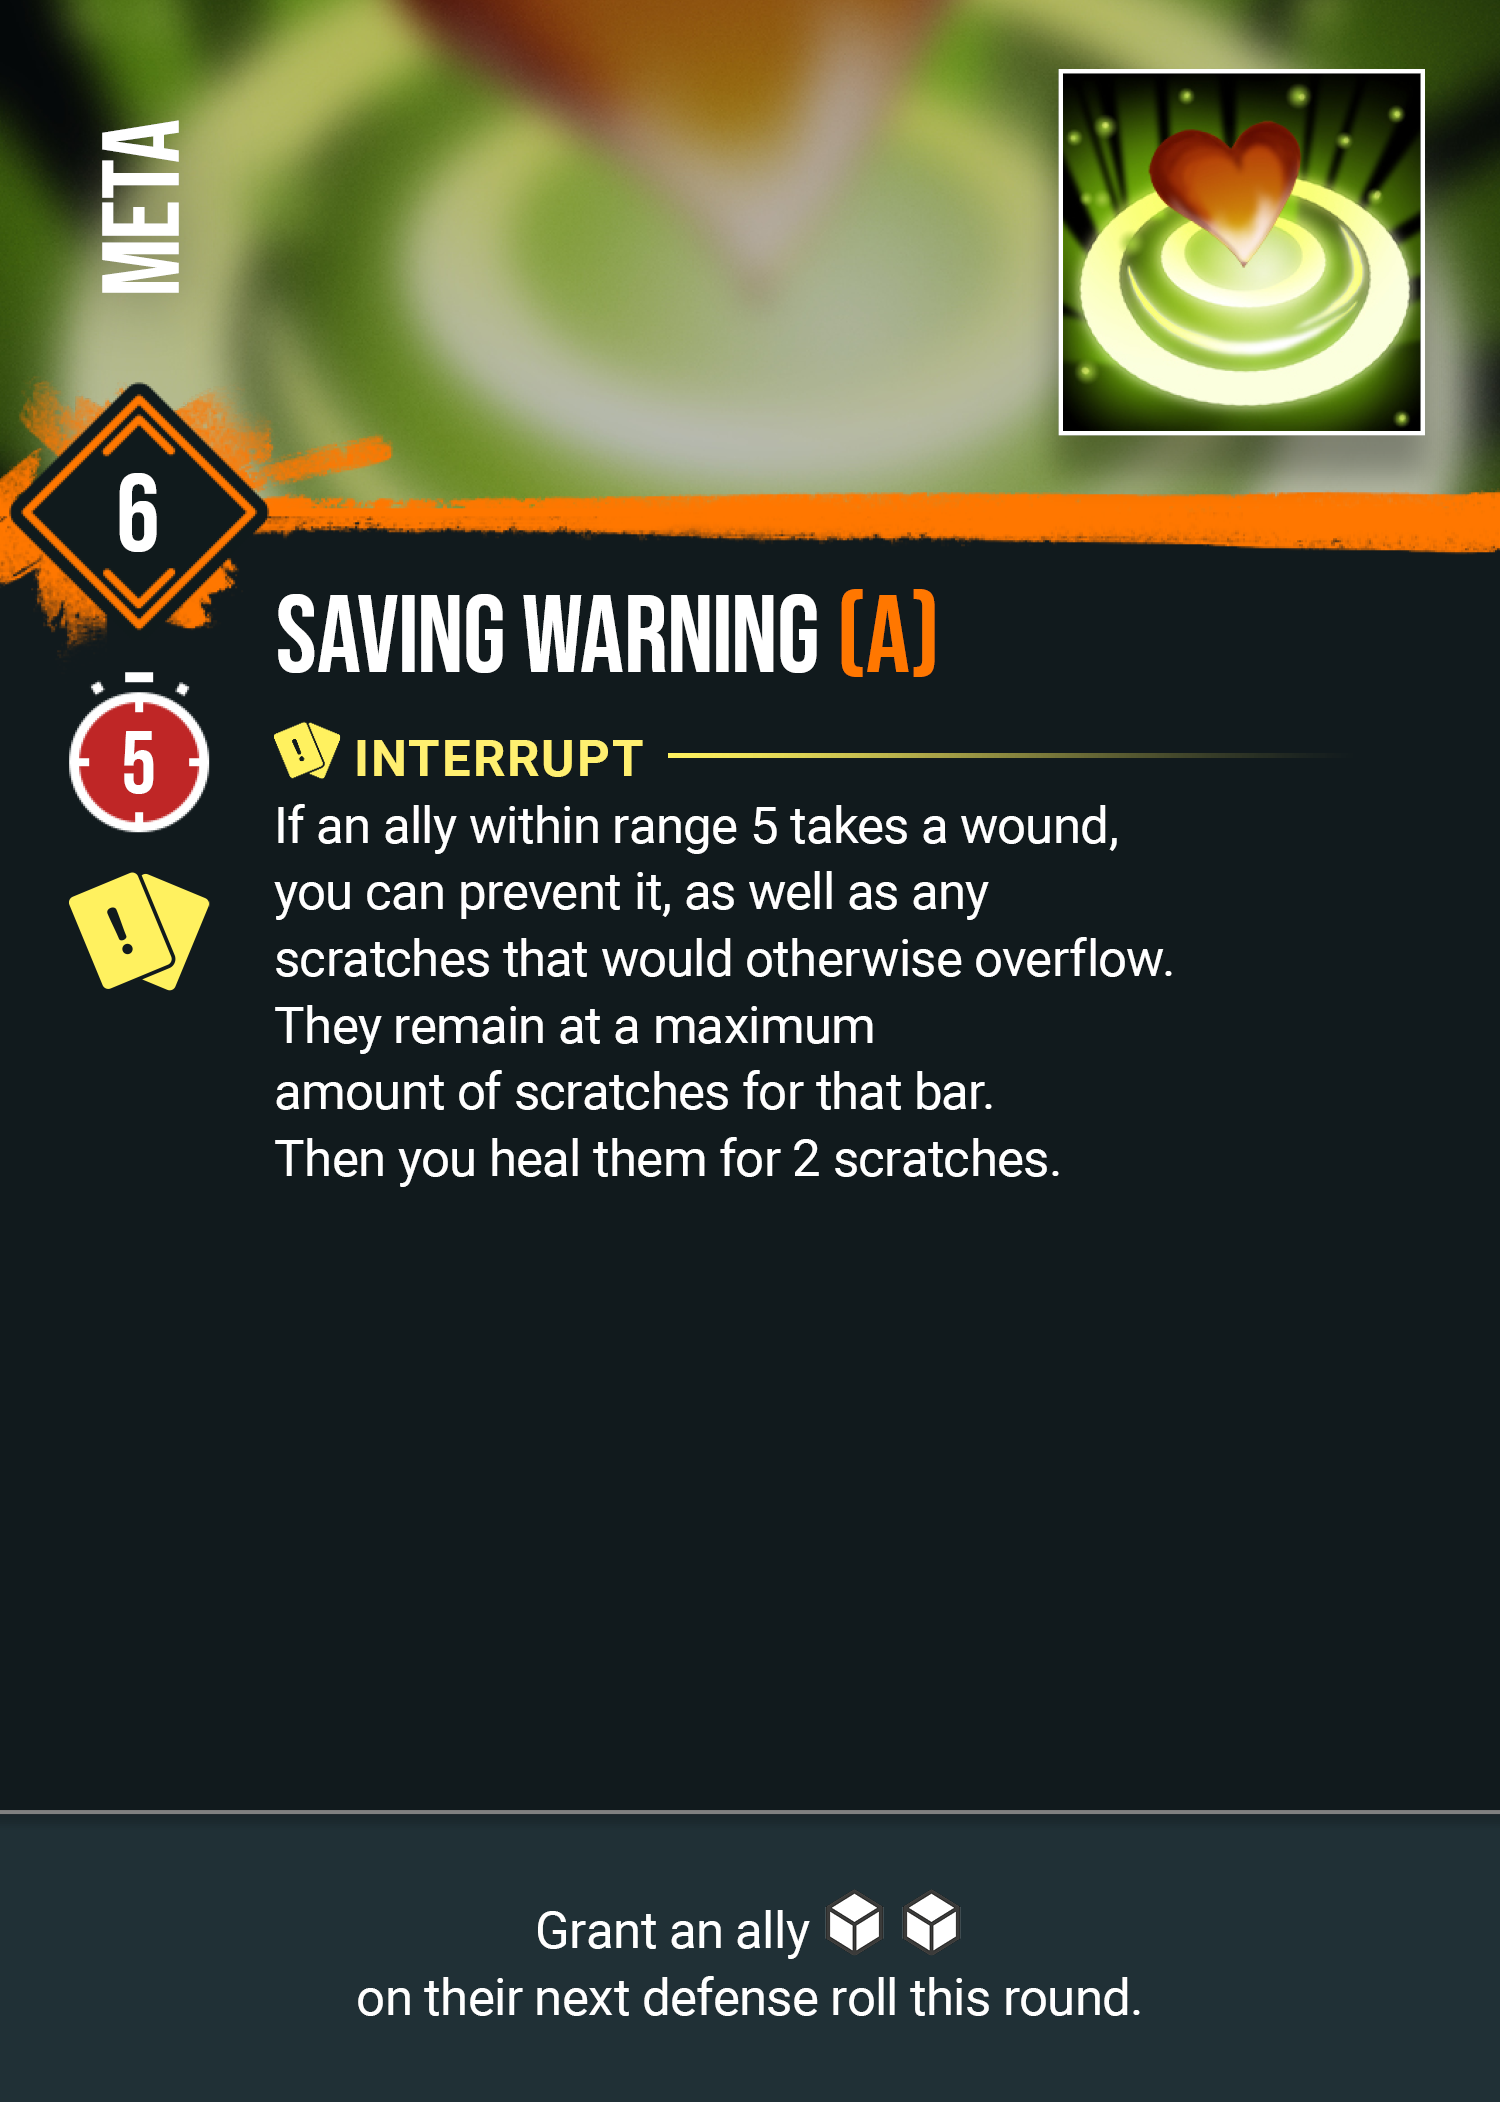 META
6
SAVING WARNING (A)
5
INTERRUPT
If an ally within range 5 takes a wound,
you can prevent it, as well as any
scratches that would otherwise overflow.
They remain at a maximum
amount of scratches for that bar.
Then you heal them for 2 scratches.
Grant an ally
on their next defense roll this round.